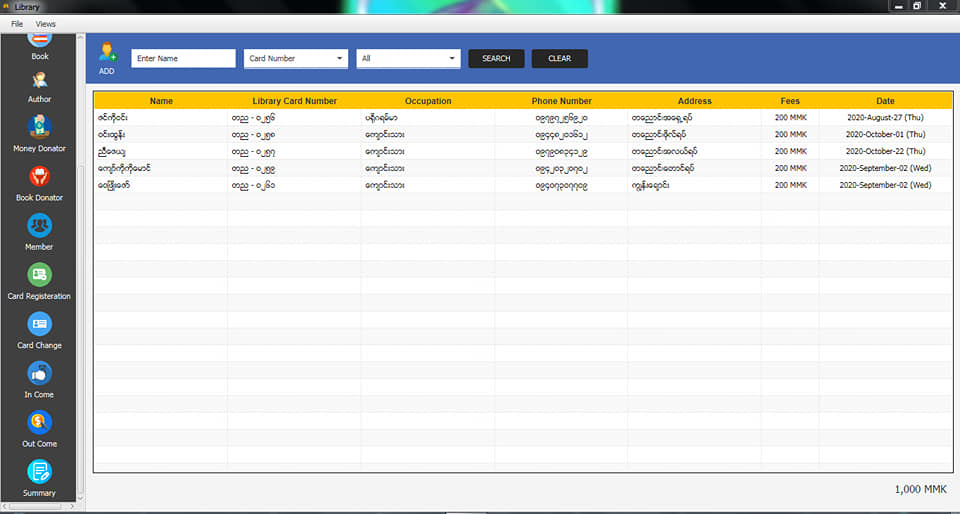 Library
File Views
Book
Author
Money Donator
Book Donator
Member
Card Registeration
Card Change
In Come
Out Come
Summary
ADD
Enter Name Card Number All SEARCH CLEAR
Name Library Card Number Occupation Phone Number Address Fees Date
ဇင်ကိုဝင်း တည - ၀၂၅၆ ပရိုဂရမ်မာ ၀၉၇၉၇၂၅၆၉၂၀ တညောင်အရှေ့ရပ် 200 MMK 2020-August-27 (Thu)
ဝင်းထွန်း တည - ၀၂၅၈ ကျောင်းသား ၀၉၄၄၈၂၁၁၆၁၂ တညောင်ဗိုလ်ရပ် 200 MMK 2020-October-01 (Thu)
ညီဇေယျ တည - ၀၂၅၇ ကျောင်းသား ၀၉၇၉၀၈၃၄၁၂၉ တညောင်အလယ်ရပ် 200 MMK 2020-October-22 (Thu)
ကျော်ကိုကိုမောင် တည - ၀၂၅၉ ကျောင်းသား ၀၉၄၂၀၃၂၀၇၀၂ တညောင်တောင်ရပ် 200 MMK 2020-September-02 (Wed)
ဝေဖြိုးဇော် တည - ၀၂၆၁ ကျောင်းသား ၀၉၄၀၇၃၀၇၇၀၉ ကျွန်းချောင်း 200 MMK 2020-September-02 (Wed)
1,000 MMK